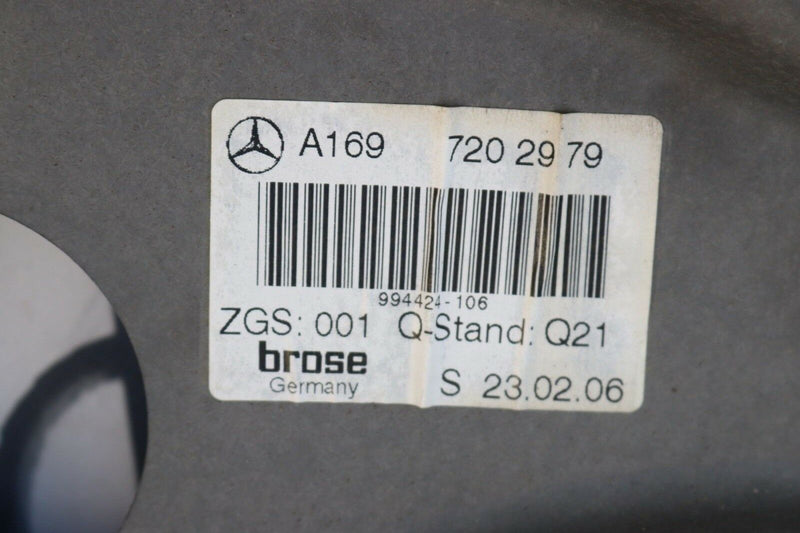 A169 720 29 79
994424-106
ZGS: 001 Q-Stand: Q21
brose
Germany S 23.02.06